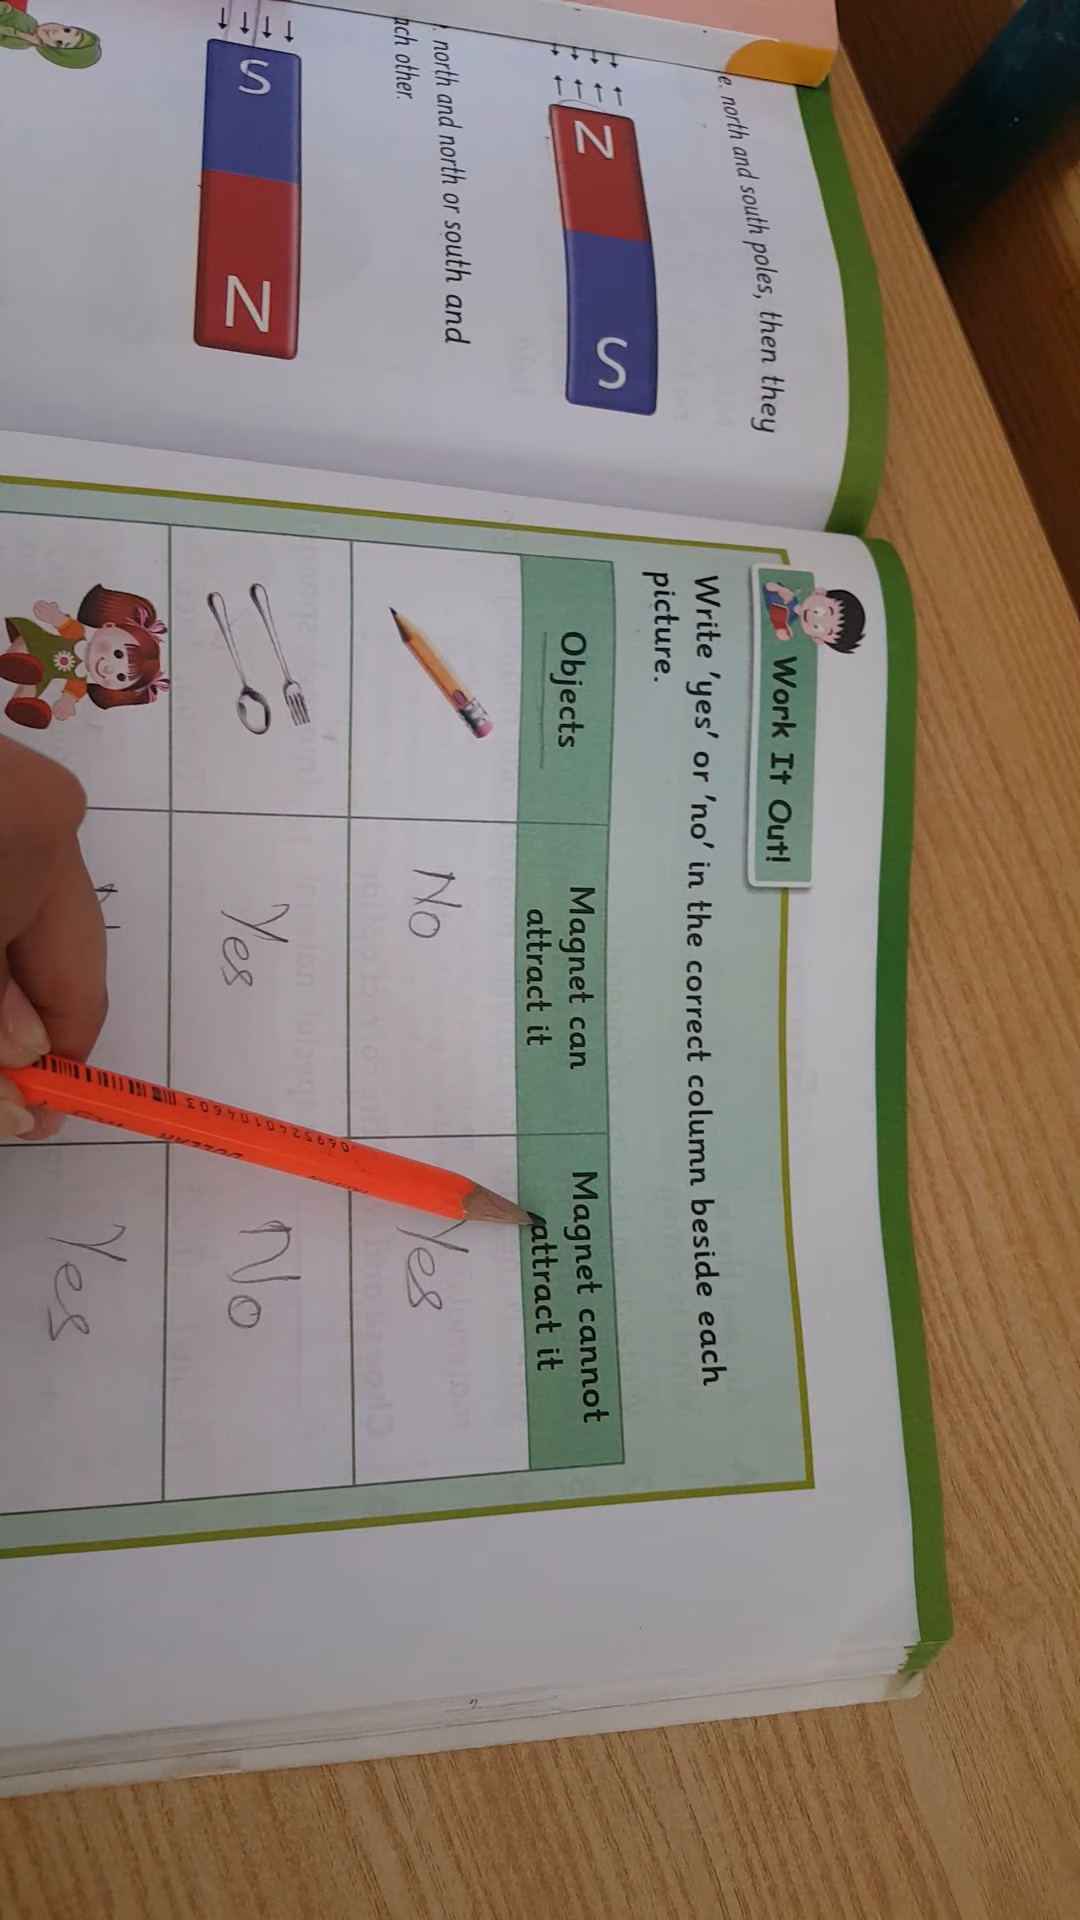 e. north and south poles, then they
N S
north and north or south and
ach other.
S N
Work It Out!
Write 'yes' or 'no' in the correct column beside each
picture.
Objects
Magnet can
attract it
Magnet cannot
attract it
No
Yes
Yes
No
Yes